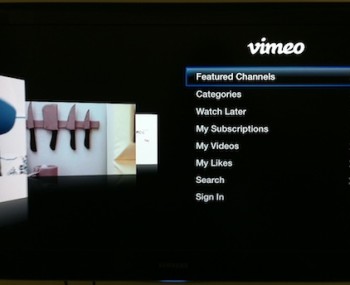 vimeo
Featured Channels
Categories
Watch Later
My Subscriptions
My Videos
My Likes
Search
Sign In